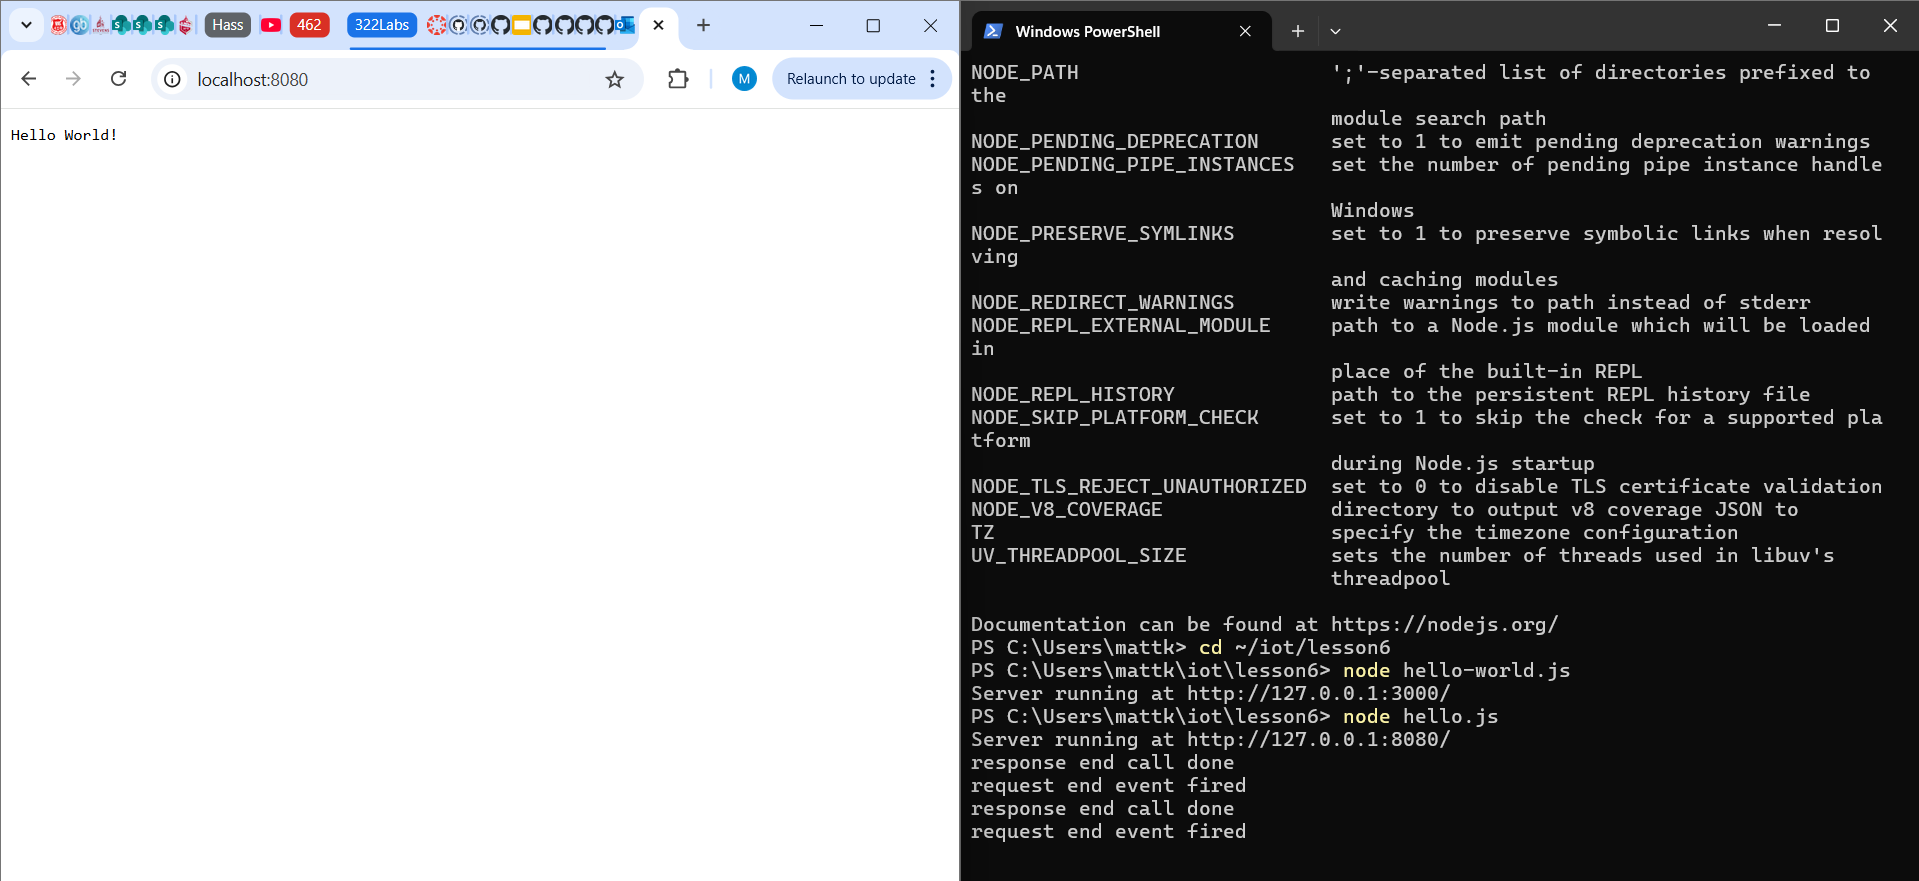 Hass
462
322Labs
localhost:8080
M
Relaunch to update
Hello World!
Windows PowerShell
NODE_PATH                     ';'-separated list of directories prefixed to
the
                              module search path
NODE_PENDING_DEPRECATION      set to 1 to emit pending deprecation warnings
NODE_PENDING_PIPE_INSTANCES   set the number of pending pipe instance handle
s on
                              Windows
NODE_PRESERVE_SYMLINKS        set to 1 to preserve symbolic links when resol
ving
                              and caching modules
NODE_REDIRECT_WARNINGS        write warnings to path instead of stderr
NODE_REPL_EXTERNAL_MODULE     path to a Node.js module which will be loaded
in
                              place of the built-in REPL
NODE_REPL_HISTORY             path to the persistent REPL history file
NODE_SKIP_PLATFORM_CHECK      set to 1 to skip the check for a supported pla
tform
                              during Node.js startup
NODE_TLS_REJECT_UNAUTHORIZED  set to 0 to disable TLS certificate validation
NODE_V8_COVERAGE              directory to output v8 coverage JSON to
TZ                            specify the timezone configuration
UV_THREADPOOL_SIZE            sets the number of threads used in libuv's
                              threadpool
Documentation can be found at https://nodejs.org/
PS C:\Users\mattk> cd ~/iot/lesson6
PS C:\Users\mattk\iot\lesson6> node hello-world.js
Server running at http://127.0.0.1:3000/
PS C:\Users\mattk\iot\lesson6> node hello.js
Server running at http://127.0.0.1:8080/
response end call done
request end event fired
response end call done
request end event fired